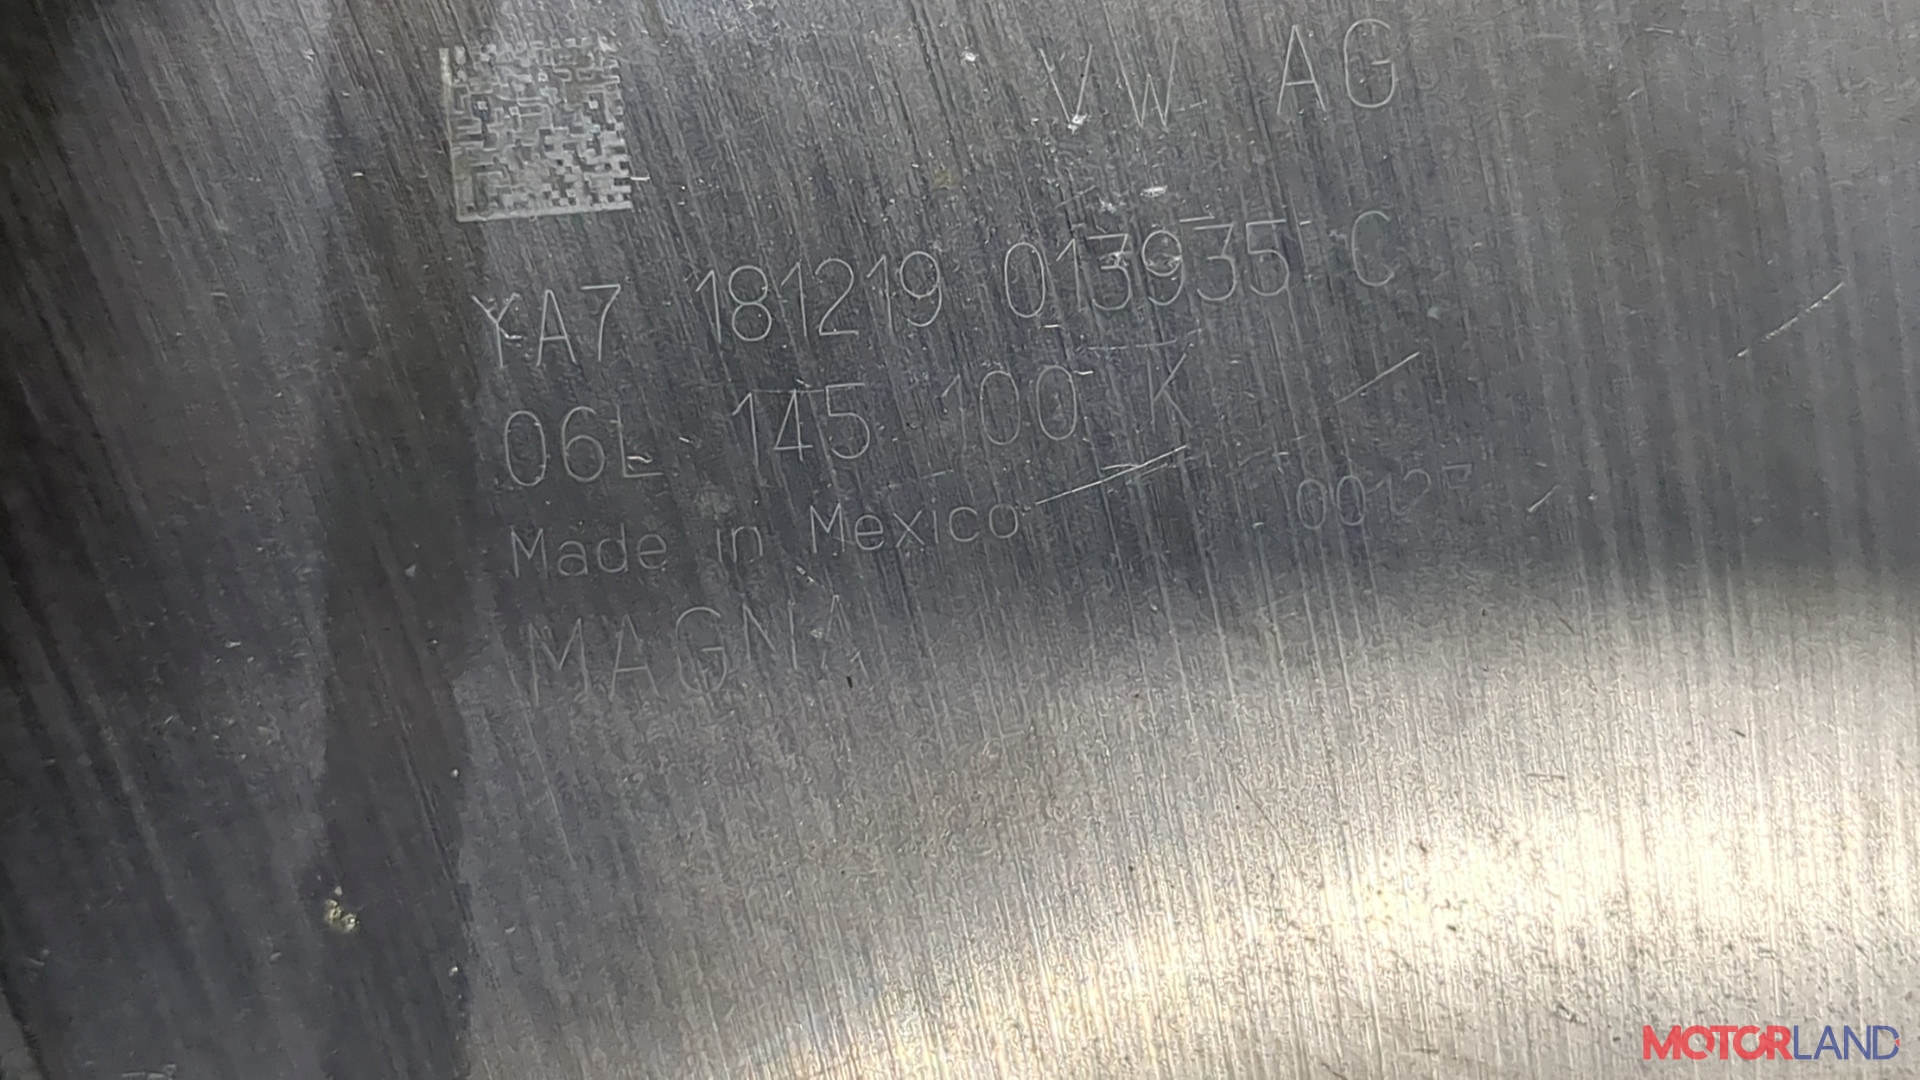 VW AG
YA7 181219 013935 C
06L 145 100 K
Made in Mexico
MAGNA
MOTORLAND